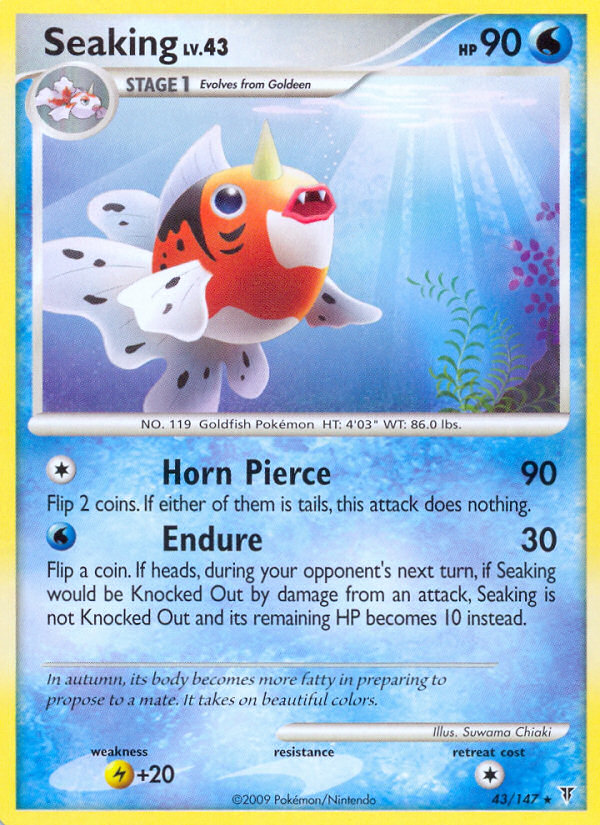 Seaking LV.43 HP 90
STAGE 1 Evolves from Goldeen
NO. 119 Goldfish Pokémon HT: 4'03" WT: 86.0 lbs.
Horn Pierce 90
Flip 2 coins. If either of them is tails, this attack does nothing.
Endure 30
Flip a coin. If heads, during your opponent's next turn, if Seaking
would be Knocked Out by damage from an attack, Seaking is
not Knocked Out and its remaining HP becomes 10 instead.
In autumn, its body becomes more fatty in preparing to
propose to a mate. It takes on beautiful colors.
Illus. Suwama Chiaki
weakness resistance retreat cost
+20
©2009 Pokémon/Nintendo 43/147 ★